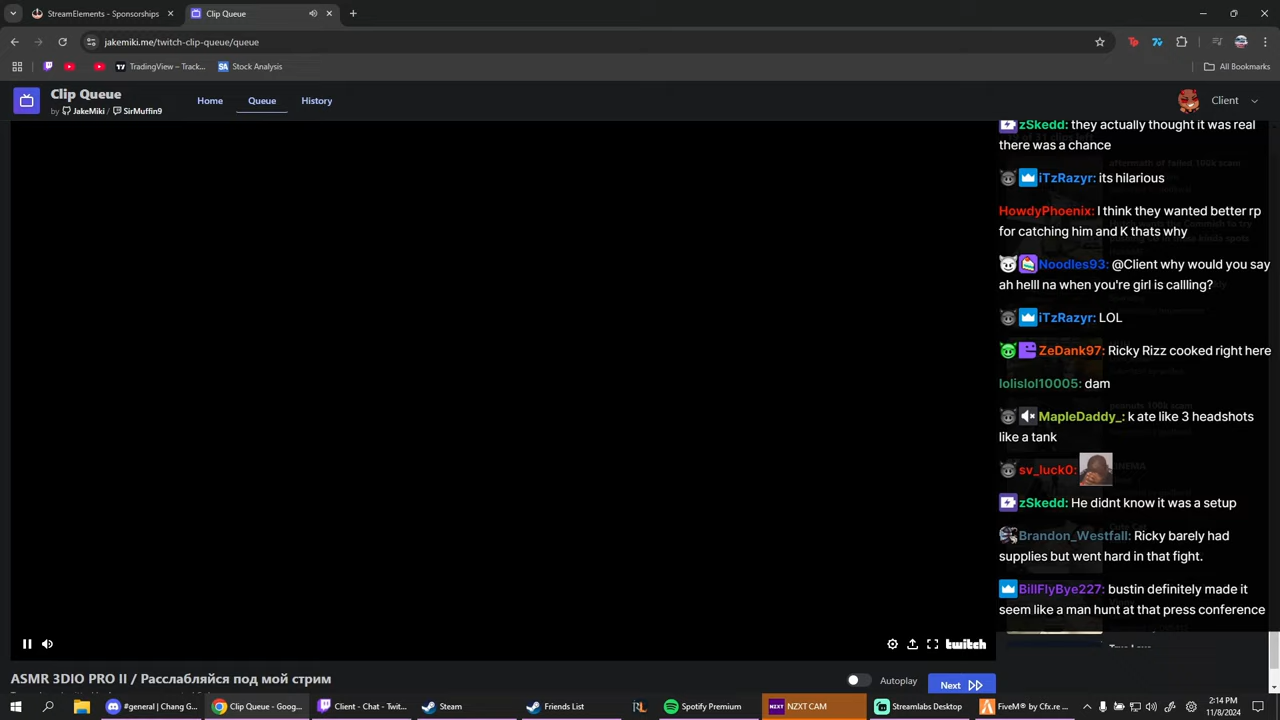 StreamElements - Sponsorships
Clip Queue
jakemiki.me/twitch-clip-queue/queue
TradingView – Track...
Stock Analysis
All Bookmarks
Clip Queue
by JakeMiki / SirMuffin9
Home
Queue
History
Client
zSkedd: they actually thought it was real
there was a chance
iTzRazyr: its hilarious
HowdyPhoenix: I think they wanted better rp
for catching him and K thats why
Noodles93: @Client why would you say
ah helll na when you're girl is callling?
iTzRazyr: LOL
ZeDank97: Ricky Rizz cooked right here
lolislol10005: dam
MapleDaddy_: k ate like 3 headshots
like a tank
sv_luck0:
zSkedd: He didnt know it was a setup
Brandon_Westfall: Ricky barely had
supplies but went hard in that fight.
BillFlyBye227: bustin definitely made it
seem like a man hunt at that press conference
twitch
ASMR 3DIO PRO II / Расслабляйся под мой стрим
Autoplay
Next
#general | Chang G...
Clip Queue - Goog...
Client - Chat - Twit...
Steam
Friends List
Spotify Premium
NZXT
NZXT CAM
Streamlabs Desktop
FiveM® by Cfx.re ...
2:14 PM
11/8/2024